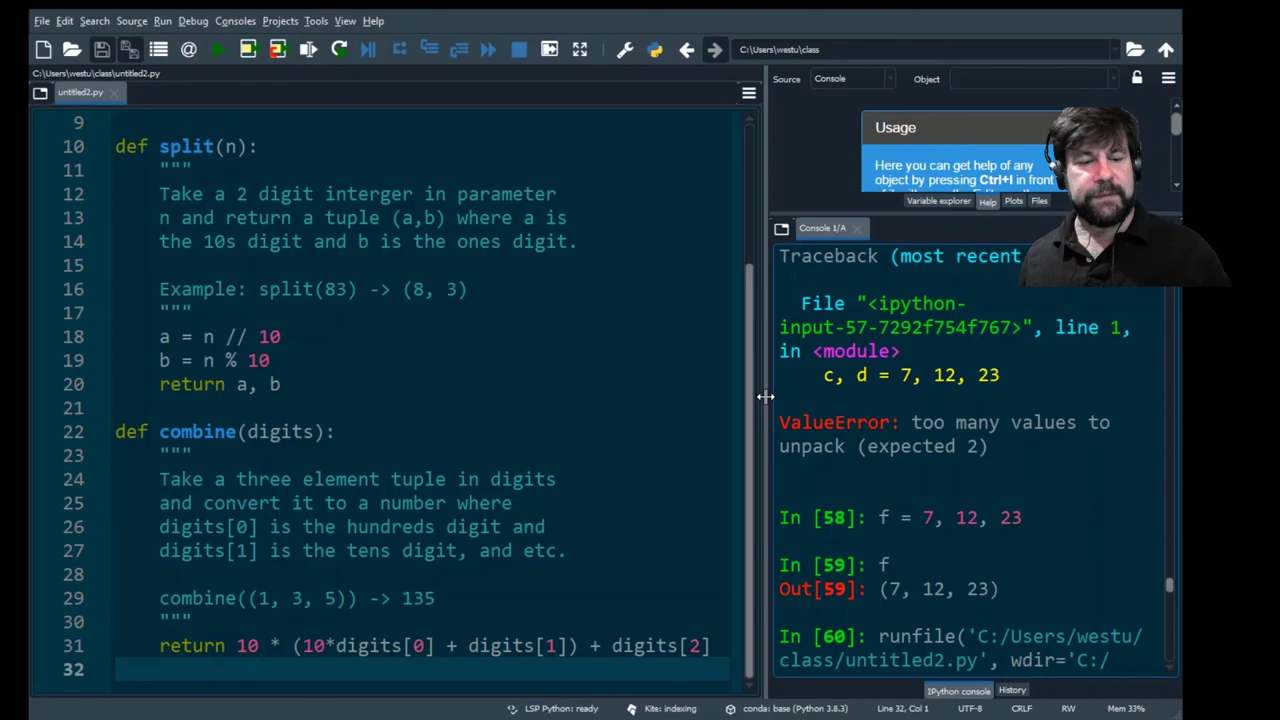 File Edit Search Source Run Debug Consoles Projects Tools View Help
C:\Users\westu\class
C:\Users\westu\class\untitled2.py
untitled2.py
9
10 def split(n):
11 """
12 Take a 2 digit interger in parameter
13 n and return a tuple (a,b) where a is
14 the 10s digit and b is the ones digit.
15
16 Example: split(83) -> (8, 3)
17 """
18 a = n // 10
19 b = n % 10
20 return a, b
21
22 def combine(digits):
23 """
24 Take a three element tuple in digits
25 and convert it to a number where
26 digits[0] is the hundreds digit and
27 digits[1] is the tens digit, and etc.
28
29 combine((1, 3, 5)) -> 135
30 """
31 return 10 * (10*digits[0] + digits[1]) + digits[2]
32
Source Console Object
Usage
Here you can get help of any
object by pressing Ctrl+I in front
Variable explorer Help Plots Files
Console 1/A
Traceback (most recent
File "<ipython-
input-57-7292f754f767>", line 1,
in <module>
c, d = 7, 12, 23
ValueError: too many values to
unpack (expected 2)
In [58]: f = 7, 12, 23
In [59]: f
Out[59]: (7, 12, 23)
In [60]: runfile('C:/Users/westu/
class/untitled2.py', wdir='C:/
IPython console History
LSP Python: ready Kite: indexing conda: base (Python 3.8.3) Line 32, Col 1 UTF-8 CRLF RW Mem 33%